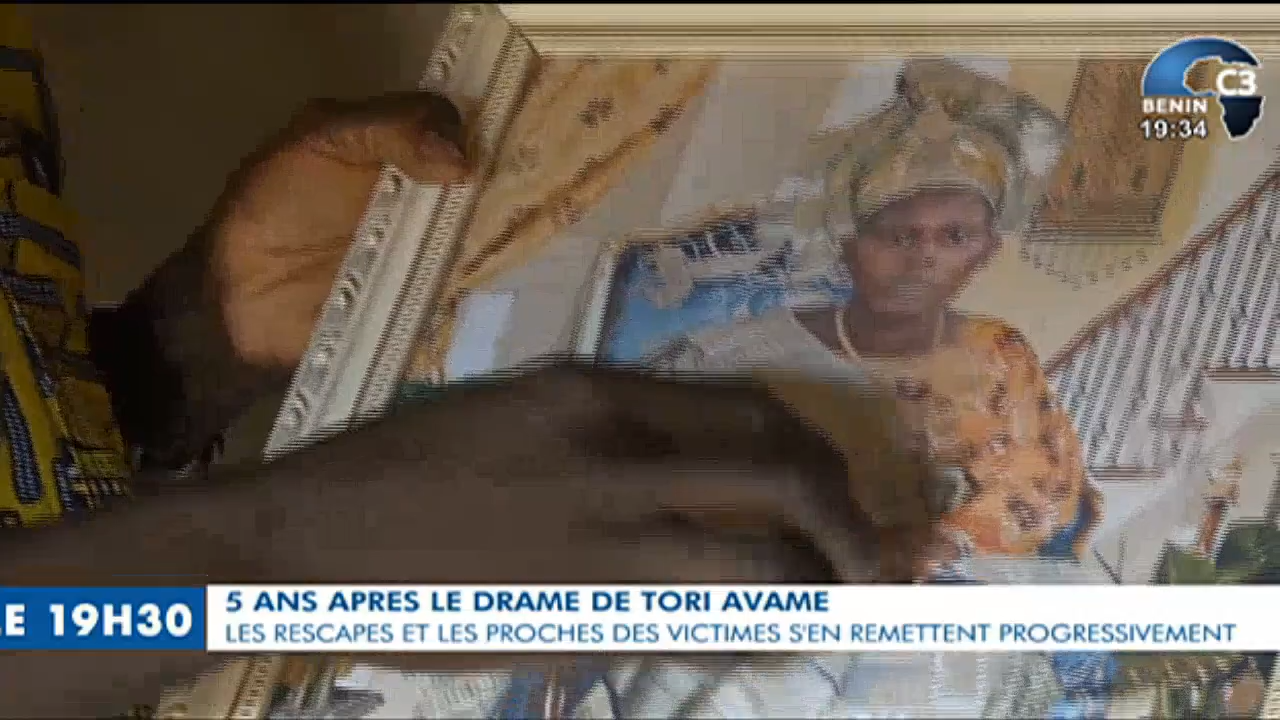 C3
BENIN
19:34
LE 19H30
5 ANS APRES LE DRAME DE TORI AVAME
LES RESCAPES ET LES PROCHES DES VICTIMES S'EN REMETTENT PROGRESSIVEMENT